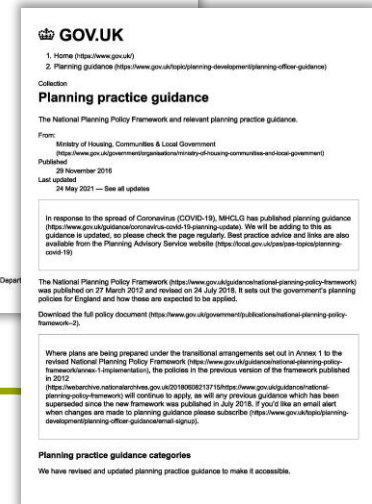 GOV.UK
1. Home (https://www.gov.uk/)
2. Planning guidance (https://www.gov.uk/topic/planning-development/planning-officer-guidance)
Collection
Planning practice guidance
The National Planning Policy Framework and relevant planning practice guidance.
From:
Ministry of Housing, Communities & Local Government
(https://www.gov.uk/government/organisations/ministry-of-housing-communities-and-local-government)
Published
29 November 2016
Last updated
24 May 2021 — See all updates
In response to the spread of Coronavirus (COVID-19), MHCLG has published planning guidance
(https://www.gov.uk/guidance/coronavirus-covid-19-planning-update). We will be adding to this as
guidance is updated, so please check the page regularly. Best practice advice and links are also
available from the Planning Advisory Service website (https://local.gov.uk/pas/pas-topics/planning-
covid-19)
Depart
The National Planning Policy Framework (https://www.gov.uk/guidance/national-planning-policy-framework)
was published on 27 March 2012 and revised on 24 July 2018. It sets out the government's planning
policies for England and how these are expected to be applied.
Download the full policy document (https://www.gov.uk/government/publications/national-planning-policy-
framework--2).
Where plans are being prepared under the transitional arrangements set out in Annex 1 to the
revised National Planning Policy Framework (https://www.gov.uk/guidance/national-planning-policy-
framework/annex-1-implementation), the policies in the previous version of the framework published
in 2012
(https://webarchive.nationalarchives.gov.uk/20180608213715/https://www.gov.uk/guidance/national-
planning-policy-framework) will continue to apply, as will any previous guidance which has been
superseded since the new framework was published in July 2018. If you'd like an email alert
when changes are made to planning guidance please subscribe (https://www.gov.uk/topic/planning-
development/planning-officer-guidance/email-signup).
Planning practice guidance categories
We have revised and updated planning practice guidance to make it accessible.